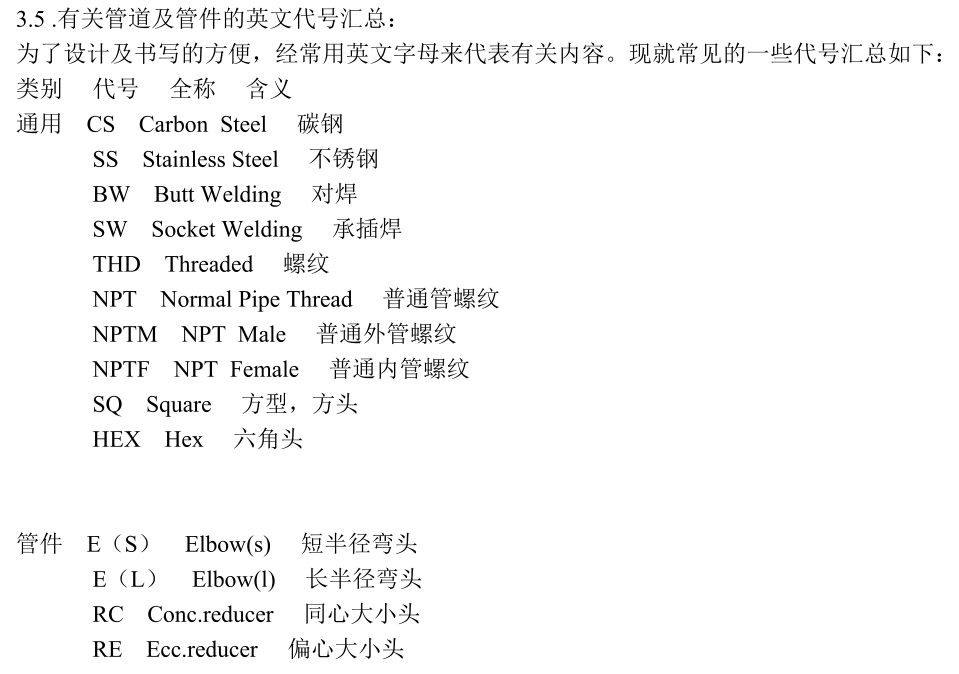 3.5 .有关管道及管件的英文代号汇总：
为了设计及书写的方便，经常用英文字母来代表有关内容。现就常见的一些代号汇总如下：
类别 代号 全称 含义
通用 CS Carbon Steel 碳钢
SS Stainless Steel 不锈钢
BW Butt Welding 对焊
SW Socket Welding 承插焊
THD Threaded 螺纹
NPT Normal Pipe Thread 普通管螺纹
NPTM NPT Male 普通外管螺纹
NPTF NPT Female 普通内管螺纹
SQ Square 方型，方头
HEX Hex 六角头
管件 E（S） Elbow(s) 短半径弯头
E（L） Elbow(l) 长半径弯头
RC Conc.reducer 同心大小头
RE Ecc.reducer 偏心大小头